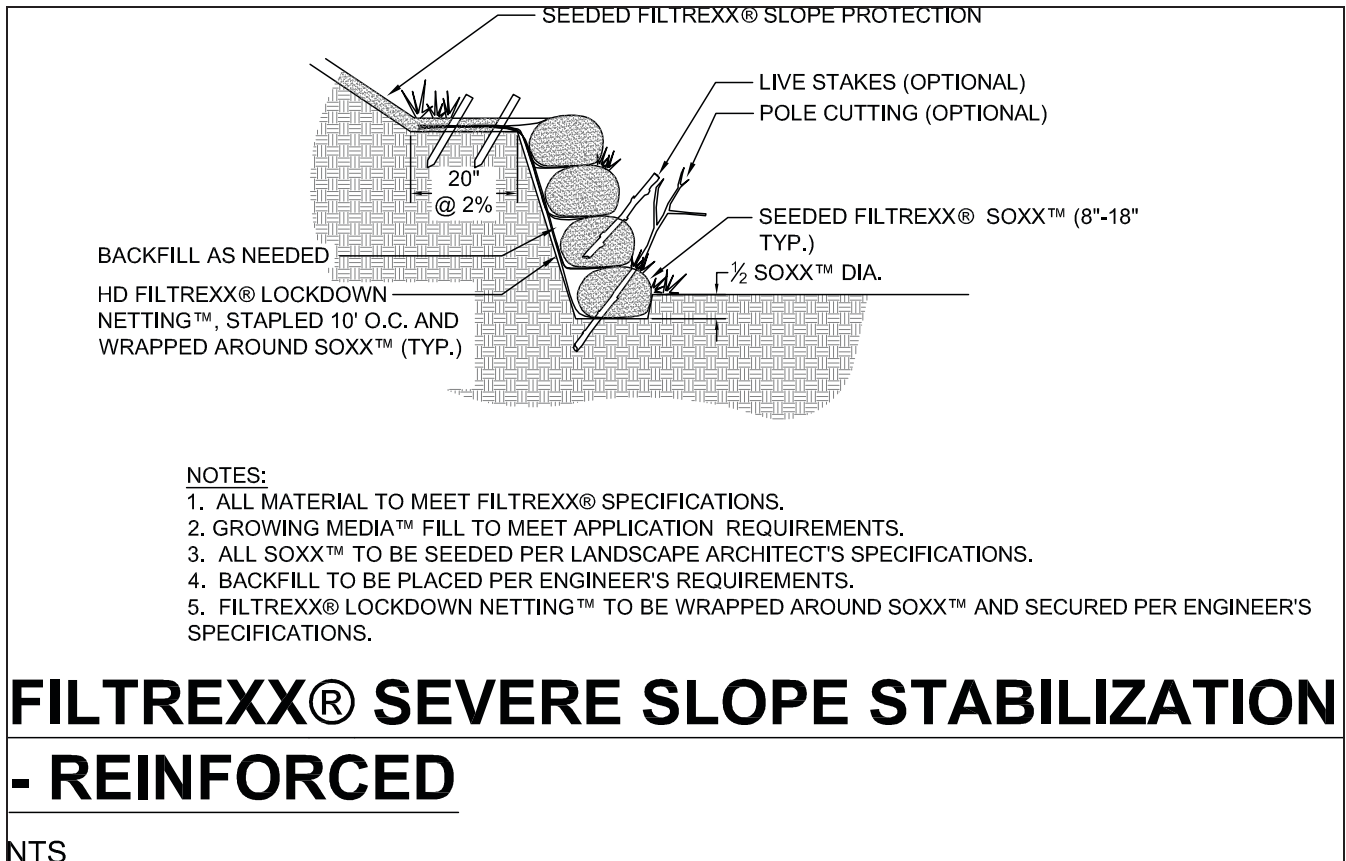 SEEDED FILTREXX® SLOPE PROTECTION
LIVE STAKES (OPTIONAL)
POLE CUTTING (OPTIONAL)
20"
@ 2%
SEEDED FILTREXX® SOXX™ (8"-18"
TYP.)
BACKFILL AS NEEDED
½ SOXX™ DIA.
HD FILTREXX® LOCKDOWN
NETTING™, STAPLED 10' O.C. AND
WRAPPED AROUND SOXX™ (TYP.)
NOTES:
1. ALL MATERIAL TO MEET FILTREXX® SPECIFICATIONS.
2. GROWING MEDIA™ FILL TO MEET APPLICATION REQUIREMENTS.
3. ALL SOXX™ TO BE SEEDED PER LANDSCAPE ARCHITECT'S SPECIFICATIONS.
4. BACKFILL TO BE PLACED PER ENGINEER'S REQUIREMENTS.
5. FILTREXX® LOCKDOWN NETTING™ TO BE WRAPPED AROUND SOXX™ AND SECURED PER ENGINEER'S
SPECIFICATIONS.
FILTREXX® SEVERE SLOPE STABILIZATION
- REINFORCED
NTS